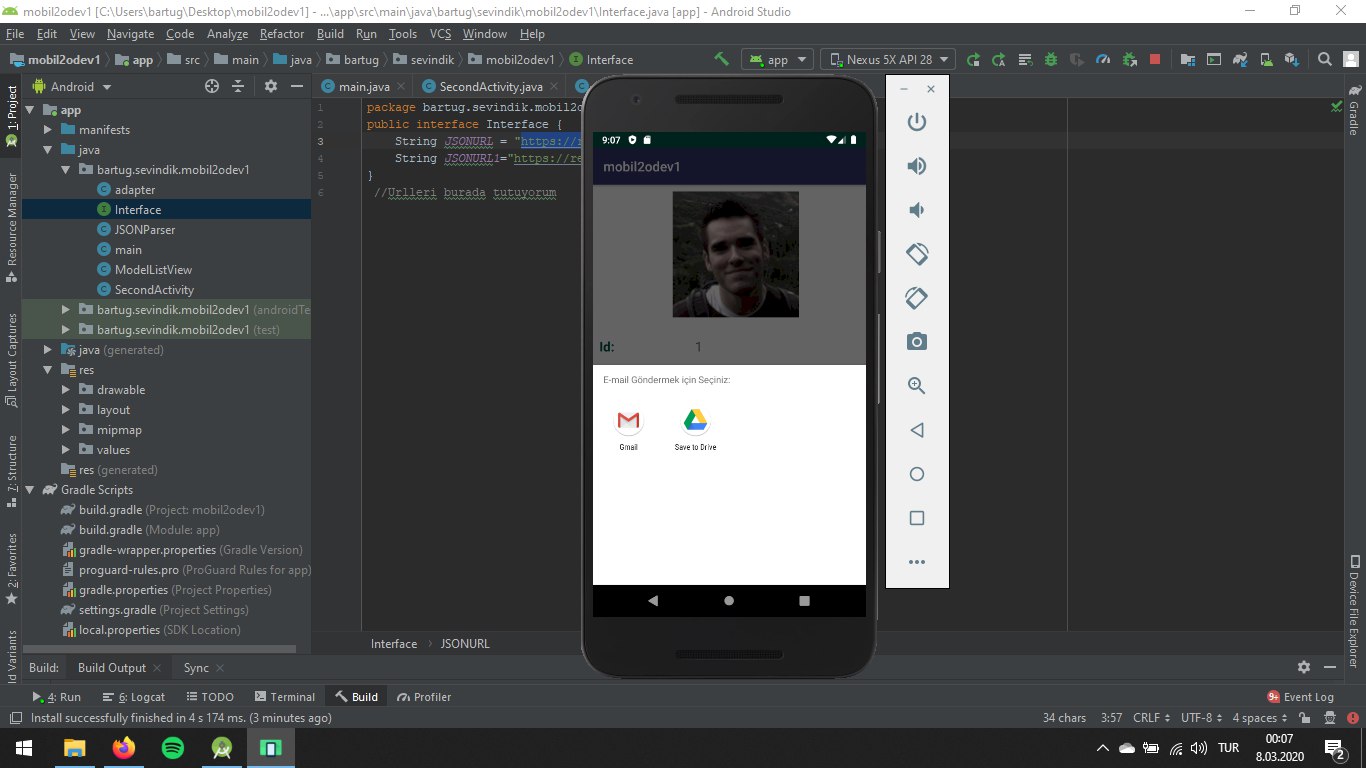 mobil2odev1 [C:\Users\bartug\Desktop\mobil2odev1] - ...\app\src\main\java\bartug\sevindik\mobil2odev1\Interface.java [app] - Android Studio
File Edit View Navigate Code Analyze Refactor Build Run Tools VCS Window Help
mobil2odev1 app src main java bartug sevindik mobil2odev1 Interface app Nexus 5X API 28
1: Project
Resource Manager
Layout Captures
7: Structure
2: Favorites
Android
app
manifests
java
bartug.sevindik.mobil2odev1
adapter
Interface
JSONParser
main
ModelListView
SecondActivity
bartug.sevindik.mobil2odev1 (androidTe
bartug.sevindik.mobil2odev1 (test)
java (generated)
res
drawable
layout
mipmap
values
res (generated)
Gradle Scripts
build.gradle (Project: mobil2odev1)
build.gradle (Module: app)
gradle-wrapper.properties (Gradle Version)
proguard-rules.pro (ProGuard Rules for app)
gradle.properties (Project Properties)
settings.gradle (Project Settings)
local.properties (SDK Location)
main.java SecondActivity.java
1 package bartug.sevindik.mobil2o
2 public interface Interface {
3 String JSONURL = "https://r
4 String JSONURL1="https://re
5 }
6 //Urlleri burada tutuyorum
Interface JSONURL
9:07
mobil2odev1
Id: 1
E-mail Göndermek için Seçiniz:
Gmail Save to Drive
Gradle
Device File Explorer
Build: Build Output Sync
4: Run 6: Logcat TODO Terminal Build Profiler 9+ Event Log
Install successfully finished in 4 s 174 ms. (3 minutes ago) 34 chars 3:57 CRLF UTF-8 4 spaces
TUR
00:07
8.03.2020
2